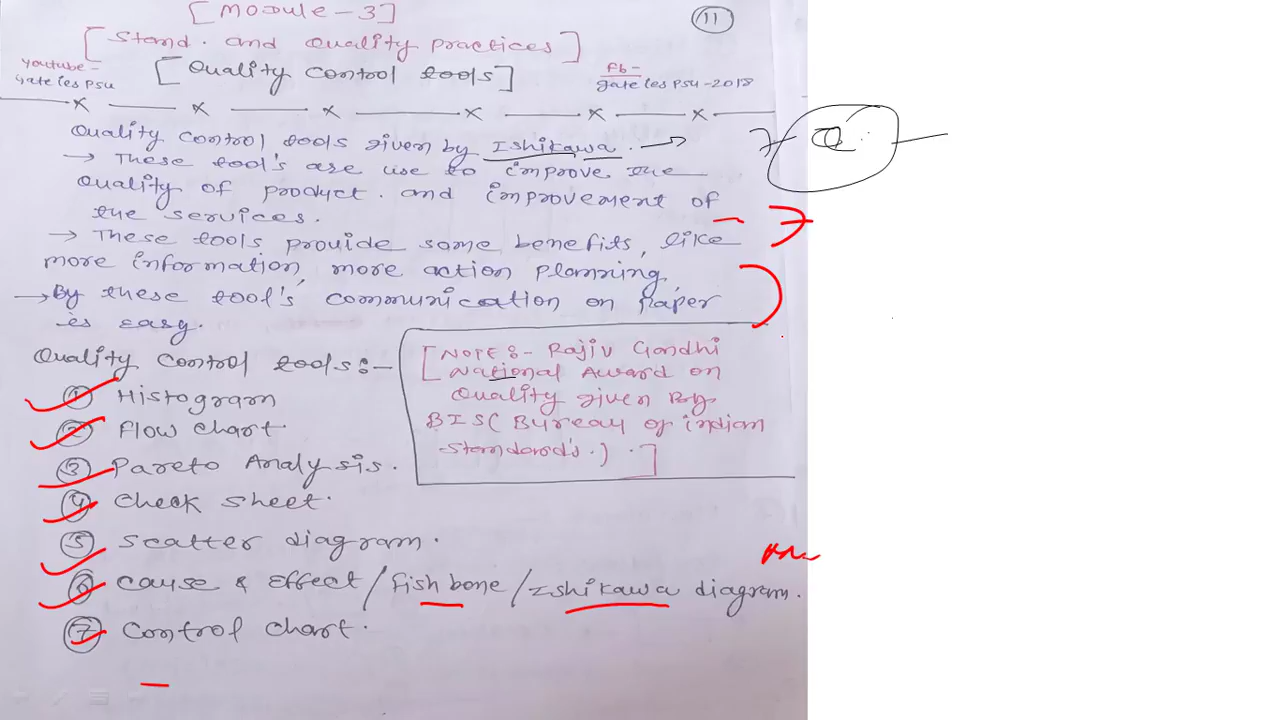 [Module-3]
11
[Stand. and Quality practices]
youtube-
gate ies psu
[Quality control tools]
fb-
gate ies psu-2018
Quality control tools given by Ishikawa. →
→ These tool's are use to improve the
Quality of product. and improvement of
the services.
→ These tools provide some benefits, like
more information, more action planning,
→ By these tool's communication on paper
is easy.
Quality control tools:-
① Histogram
② flow chart.
③ Pareto Analysis.
④ Check sheet.
⑤ Scatter diagram.
⑥ Cause & Effect / fish bone / Ishikawa diagram.
⑦ Control chart.
[NOTE:- Rajiv Gandhi
National Award on
Quality given By
BIS( Bureau of indian
Standard's.) . ]
7 Q